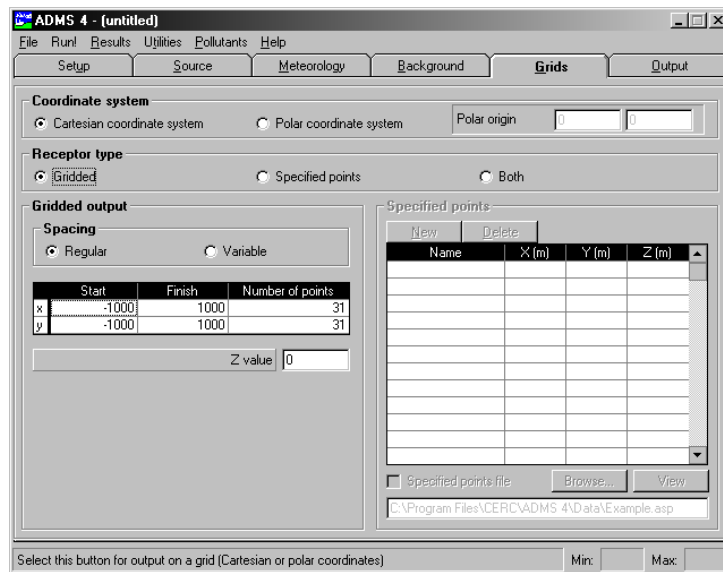 ADMS 4 - (untitled)
File Run! Results Utilities Pollutants Help
Setup Source Meteorology Background Grids Output
Coordinate system
Cartesian coordinate system Polar coordinate system Polar origin 0 0
Receptor type
Gridded Specified points Both
Gridded output
Spacing
Regular Variable
Start Finish Number of points
x -1000 1000 31
y -1000 1000 31
Z value 0
Specified points
New Delete
Name X (m) Y (m) Z (m)
Specified points file Browse... View
C:\Program Files\CERC\ADMS 4\Data\Example.asp
Select this button for output on a grid (Cartesian or polar coordinates) Min: Max: